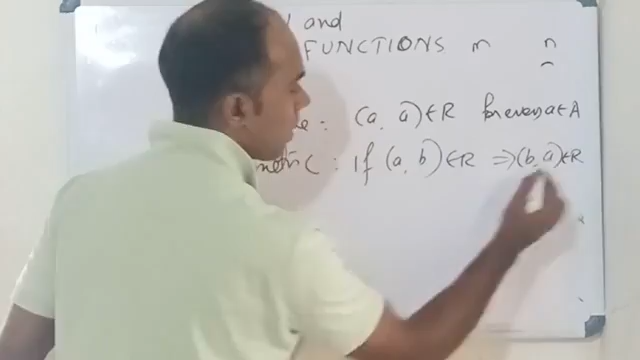 and
FUNCTIONS m n
: (a, a) ∈ R for every a ∈ A
: If (a, b) ∈ R ⇒ (b, a) ∈ R